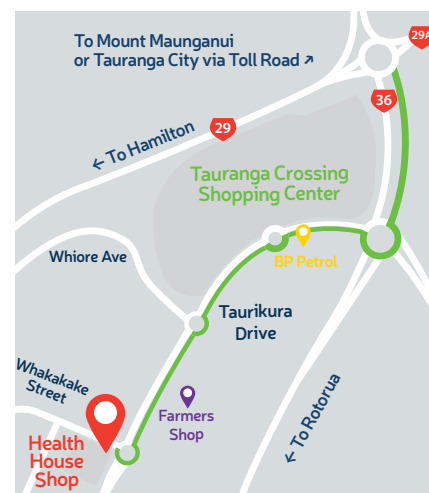 To Mount Maunganui
or Tauranga City via Toll Road ↗
29A
36
29
← To Hamilton
Tauranga Crossing
Shopping Center
Whiore Ave
BP Petrol
Taurikura
Drive
Whakakake
Street
Farmers
Shop
← To Rotorua
Health
House
Shop